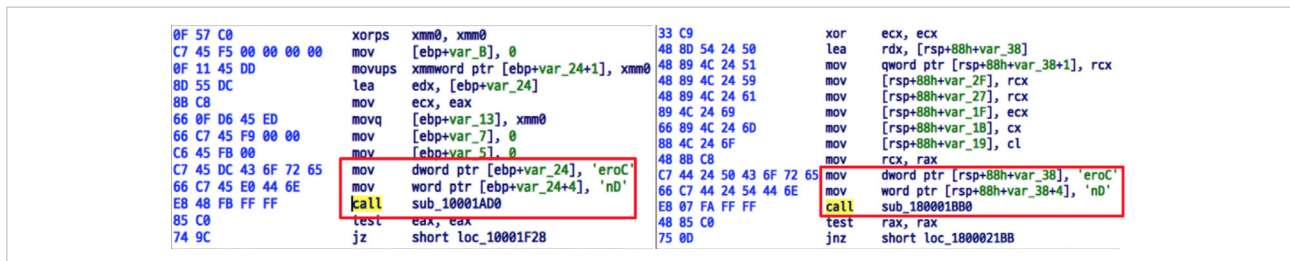 0F 57 C0 xorps xmm0, xmm0
C7 45 F5 00 00 00 00 mov [ebp+var_B], 0
0F 11 45 DD movups xmmword ptr [ebp+var_24+1], xmm0
8D 55 DC lea edx, [ebp+var_24]
8B C8 mov ecx, eax
66 0F D6 45 ED movq [ebp+var_13], xmm0
66 C7 45 F9 00 00 mov [ebp+var_7], 0
C6 45 FB 00 mov [ebp+var_5], 0
C7 45 DC 43 6F 72 65 mov dword ptr [ebp+var_24], 'eroC'
66 C7 45 E0 44 6E mov word ptr [ebp+var_24+4], 'nD'
E8 48 FB FF FF call sub_10001AD0
85 C0 test eax, eax
74 9C jz short loc_10001F28
33 C9 xor ecx, ecx
48 8D 54 24 50 lea rdx, [rsp+88h+var_38]
48 89 4C 24 51 mov qword ptr [rsp+88h+var_38+1], rcx
48 89 4C 24 59 mov [rsp+88h+var_2F], rcx
48 89 4C 24 61 mov [rsp+88h+var_27], rcx
89 4C 24 69 mov [rsp+88h+var_1F], ecx
66 89 4C 24 6D mov [rsp+88h+var_1B], cx
88 4C 24 6F mov [rsp+88h+var_19], cl
48 8B C8 mov rcx, rax
C7 44 24 50 43 6F 72 65 mov dword ptr [rsp+88h+var_38], 'eroC'
66 C7 44 24 54 44 6E mov word ptr [rsp+88h+var_38+4], 'nD'
E8 07 FA FF FF call sub_180001BB0
48 85 C0 test rax, rax
75 0D jnz short loc_1800021BB